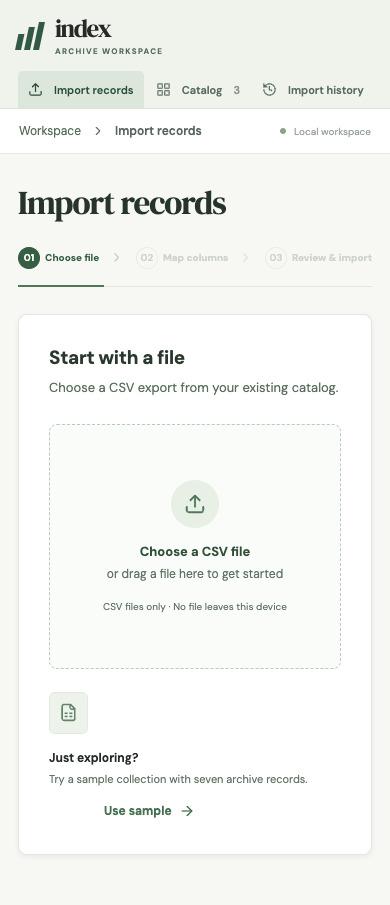 index
ARCHIVE WORKSPACE
Import records
Catalog 3
Import history
Workspace > Import records
Local workspace
Import records
01 Choose file
02 Map columns
03 Review & import
Start with a file
Choose a CSV export from your existing catalog.
Choose a CSV file
or drag a file here to get started
CSV files only · No file leaves this device
Just exploring?
Try a sample collection with seven archive records.
Use sample →